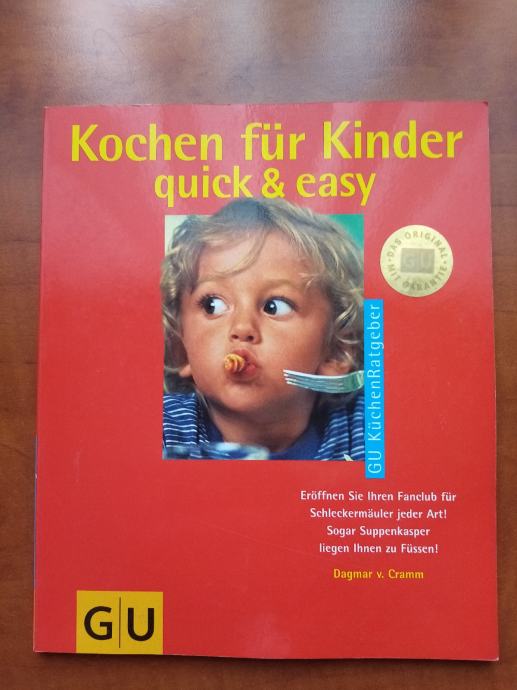 Kochen für Kinder
quick & easy
DAS ORIGINAL
GU
MIT GARANTIE
GU KüchenRatgeber
Eröffnen Sie Ihren Fanclub für
Schleckermäuler jeder Art!
Sogar Suppenkasper
liegen Ihnen zu Füssen!
Dagmar v. Cramm
G|U